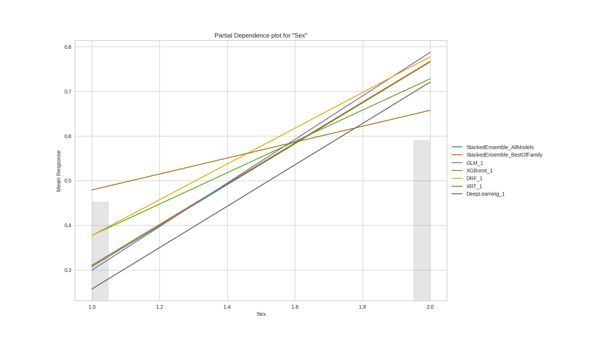 Partial Dependence plot for "Sex"
0.8
0.7
0.6
0.5
0.4
0.3
Mean Response
1.0 1.2 1.4 1.6 1.8 2.0
Sex
StackedEnsemble_AllModels
StackedEnsemble_BestOfFamily
GLM_1
XGBoost_1
DRF_1
XRT_1
DeepLearning_1